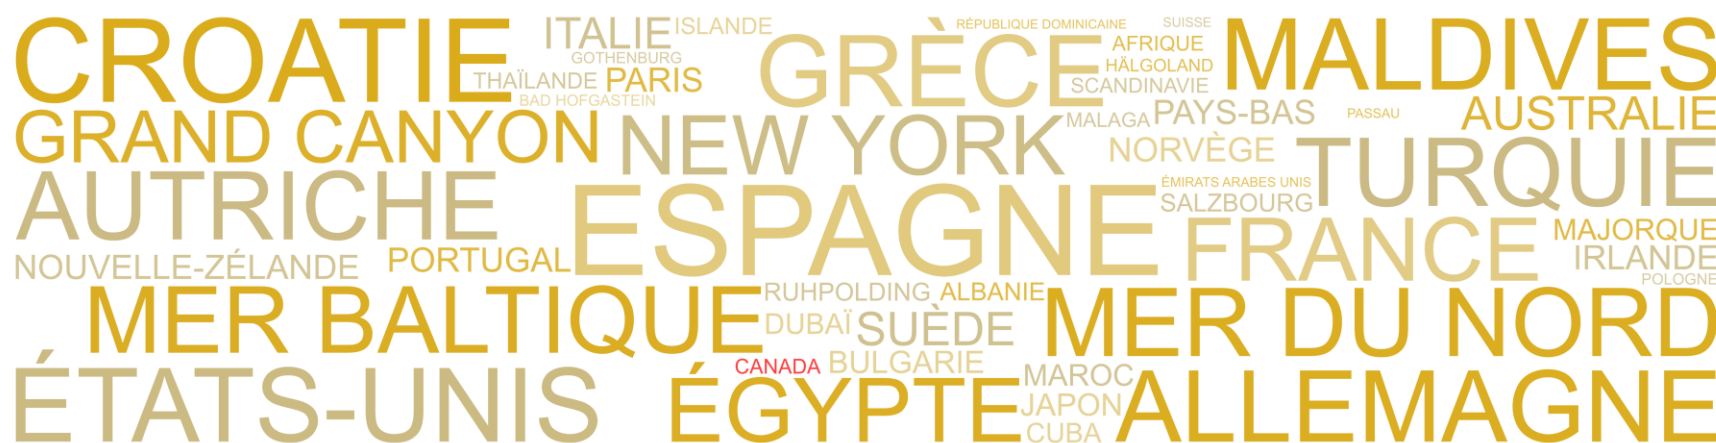 CROATIE
ITALIE
ISLANDE
GOTHENBURG
THAÏLANDE
PARIS
BAD HOFGASTEIN
GRÈCE
RÉPUBLIQUE DOMINICAINE
SUISSE
AFRIQUE
HÄLGOLAND
SCANDINAVIE
MALDIVES
GRAND CANYON
NEW YORK
MALAGA
PAYS-BAS
PASSAU
AUSTRALIE
NORVÈGE
TURQUIE
AUTRICHE
ESPAGNE
ÉMIRATS ARABES UNIS
SALZBOURG
FRANCE
MAJORQUE
IRLANDE
POLOGNE
NOUVELLE-ZÉLANDE
PORTUGAL
MER BALTIQUE
RUHPOLDING
ALBANIE
DUBAÏ
SUÈDE
MER DU NORD
CANADA
BULGARIE
ÉTATS-UNIS
ÉGYPTE
MAROC
JAPON
CUBA
ALLEMAGNE